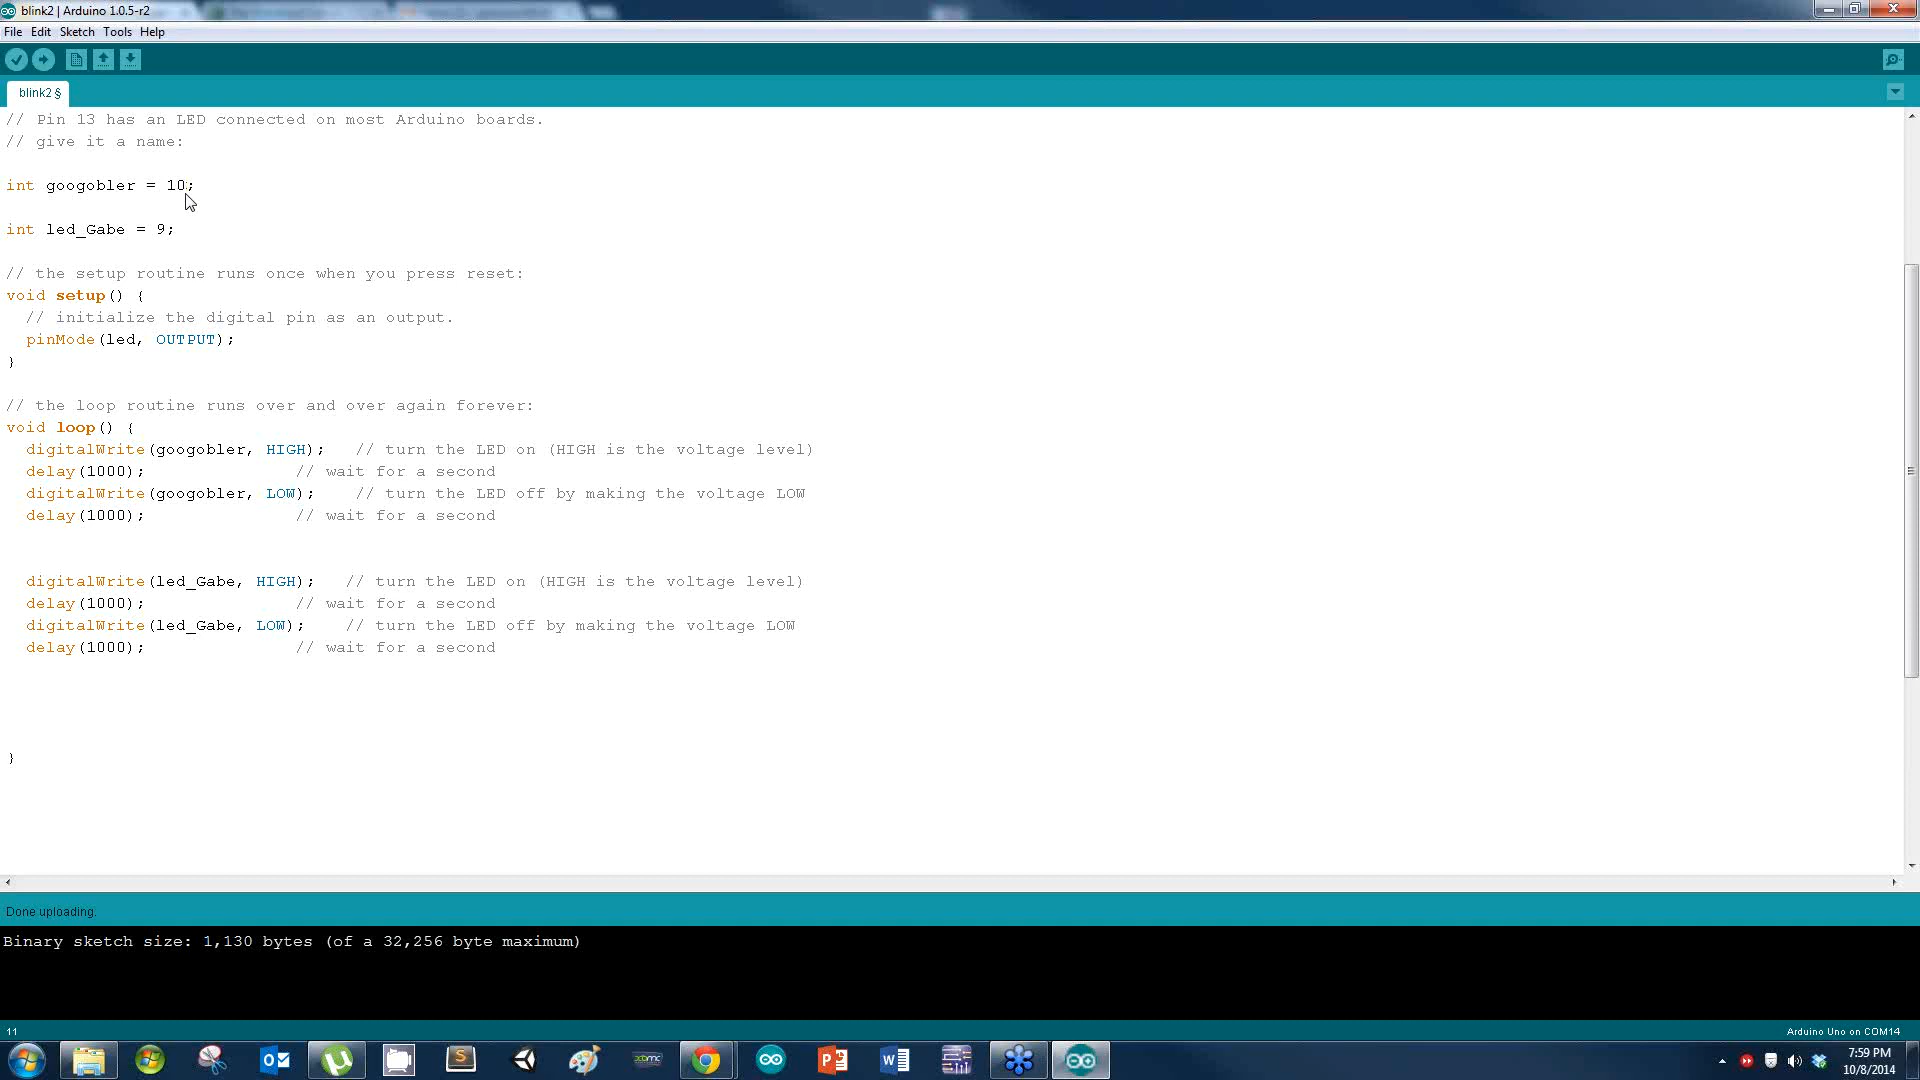 blink2 | Arduino 1.0.5-r2
File Edit Sketch Tools Help
blink2 §
// Pin 13 has an LED connected on most Arduino boards.
// give it a name:
int googobler = 10;
int led_Gabe = 9;
// the setup routine runs once when you press reset:
void setup() {
// initialize the digital pin as an output.
pinMode(led, OUTPUT);
}
// the loop routine runs over and over again forever:
void loop() {
digitalWrite(googobler, HIGH); // turn the LED on (HIGH is the voltage level)
delay(1000); // wait for a second
digitalWrite(googobler, LOW); // turn the LED off by making the voltage LOW
delay(1000); // wait for a second
digitalWrite(led_Gabe, HIGH); // turn the LED on (HIGH is the voltage level)
delay(1000); // wait for a second
digitalWrite(led_Gabe, LOW); // turn the LED off by making the voltage LOW
delay(1000); // wait for a second
}
Done uploading.
Binary sketch size: 1,130 bytes (of a 32,256 byte maximum)
11
Arduino Uno on COM14
xbmc
7:59 PM
10/8/2014